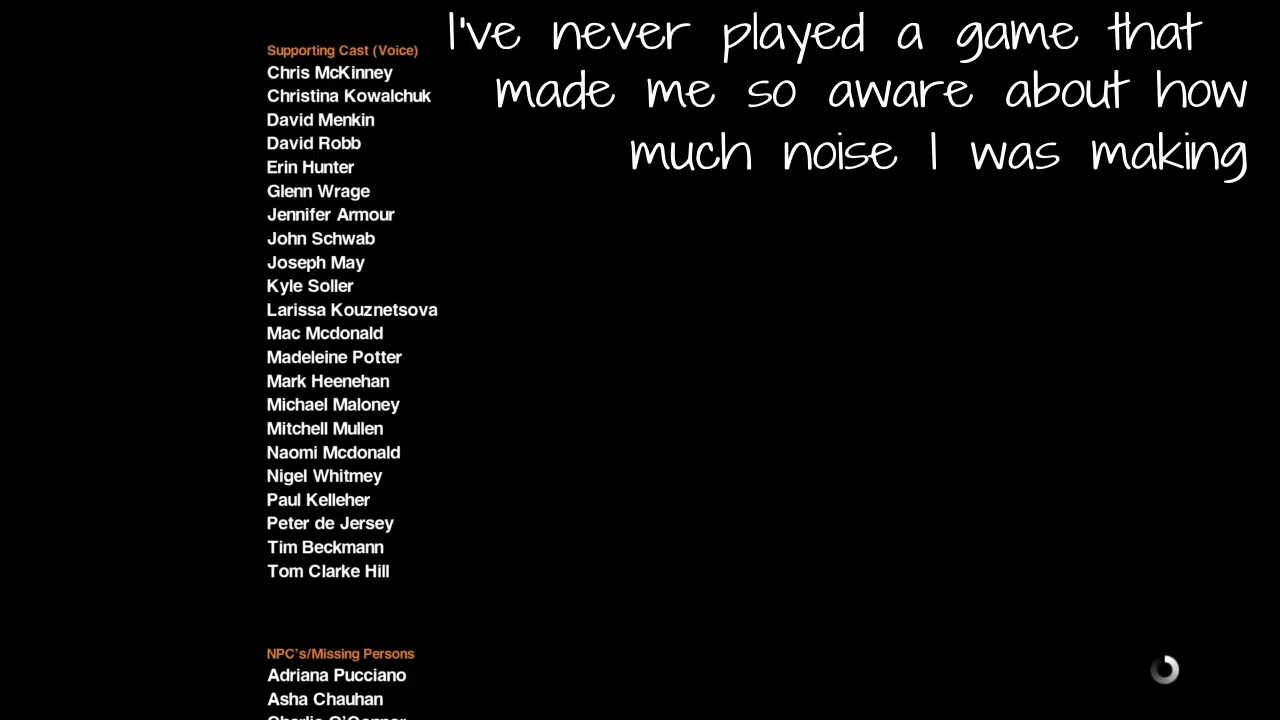 I've never played a game that
made me so aware about how
much noise I was making
Supporting Cast (Voice)
Chris McKinney
Christina Kowalchuk
David Menkin
David Robb
Erin Hunter
Glenn Wrage
Jennifer Armour
John Schwab
Joseph May
Kyle Soller
Larissa Kouznetsova
Mac Mcdonald
Madeleine Potter
Mark Heenehan
Michael Maloney
Mitchell Mullen
Naomi Mcdonald
Nigel Whitmey
Paul Kelleher
Peter de Jersey
Tim Beckmann
Tom Clarke Hill
NPC's/Missing Persons
Adriana Pucciano
Asha Chauhan
Charlie O'Connor